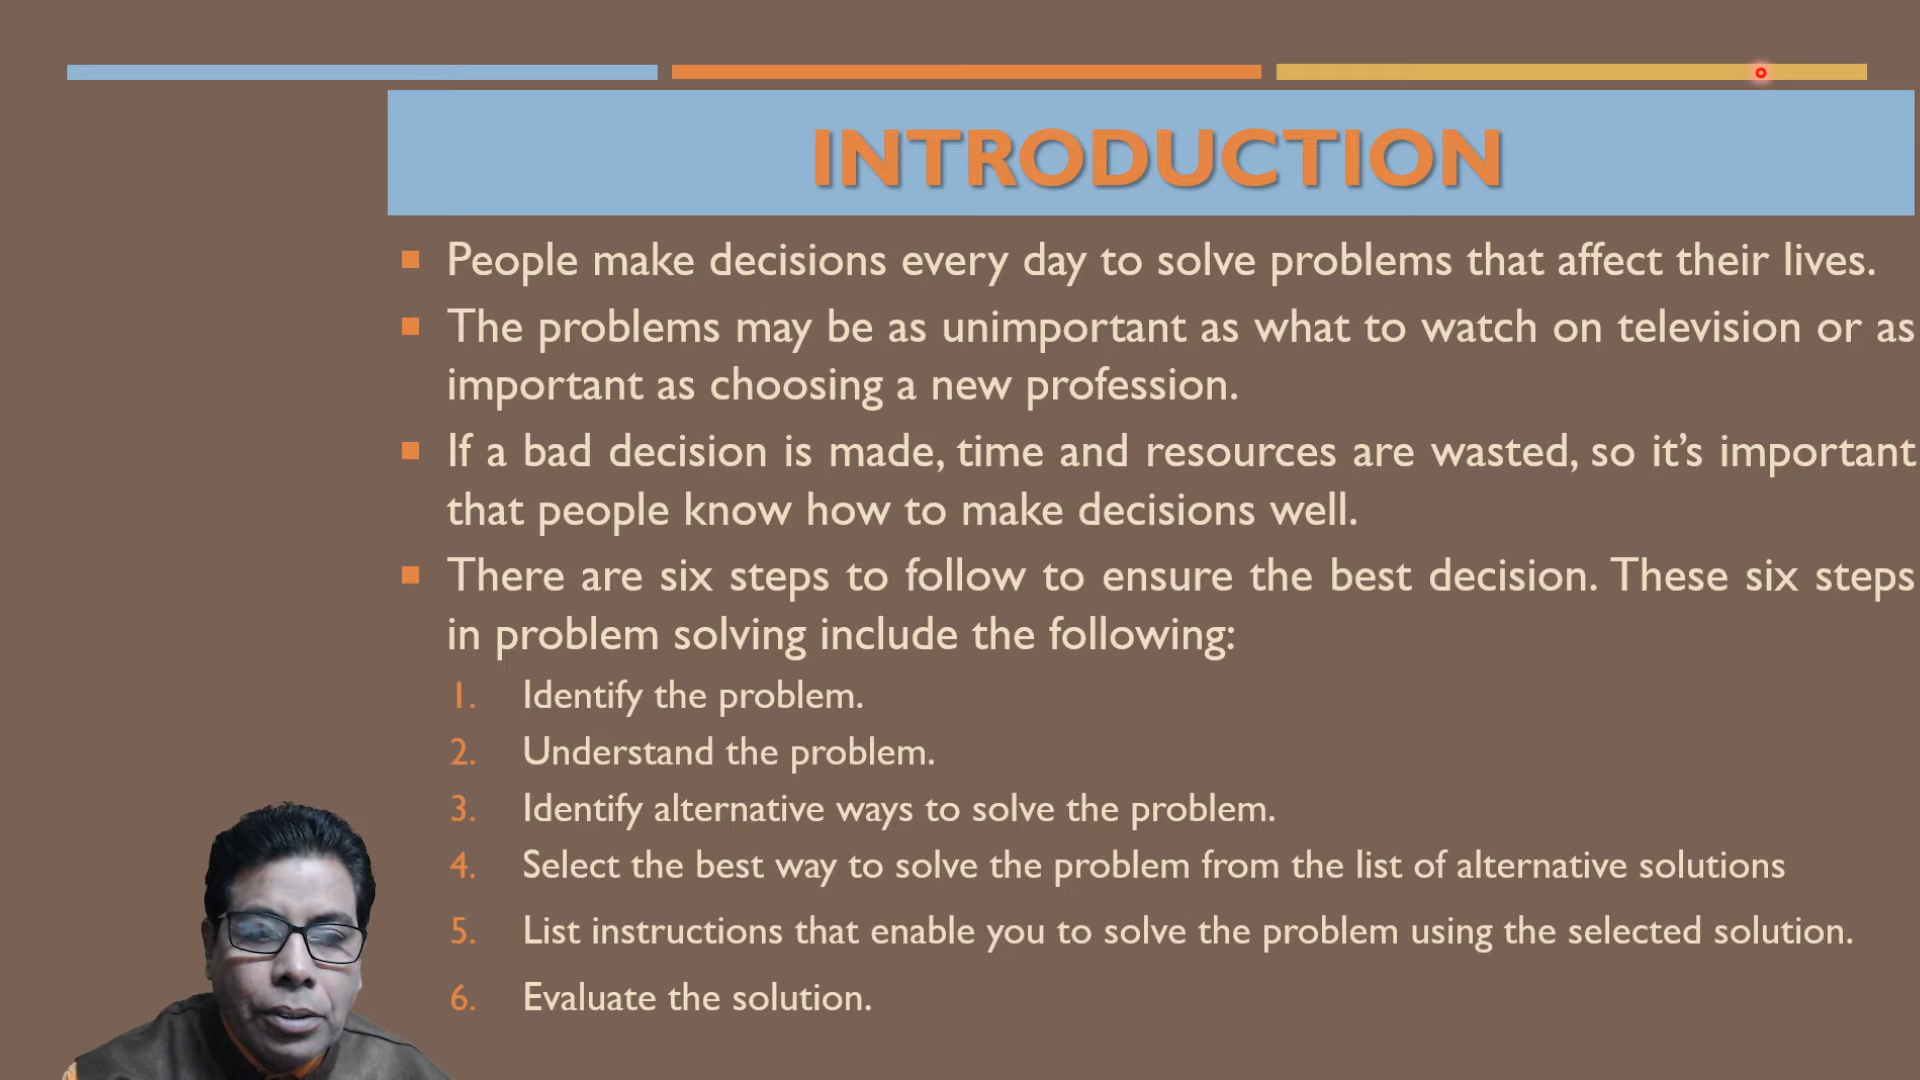 INTRODUCTION
People make decisions every day to solve problems that affect their lives.
The problems may be as unimportant as what to watch on television or as
important as choosing a new profession.
If a bad decision is made, time and resources are wasted, so it’s important
that people know how to make decisions well.
There are six steps to follow to ensure the best decision. These six steps
in problem solving include the following:
1. Identify the problem.
2. Understand the problem.
3. Identify alternative ways to solve the problem.
4. Select the best way to solve the problem from the list of alternative solutions
5. List instructions that enable you to solve the problem using the selected solution.
6. Evaluate the solution.